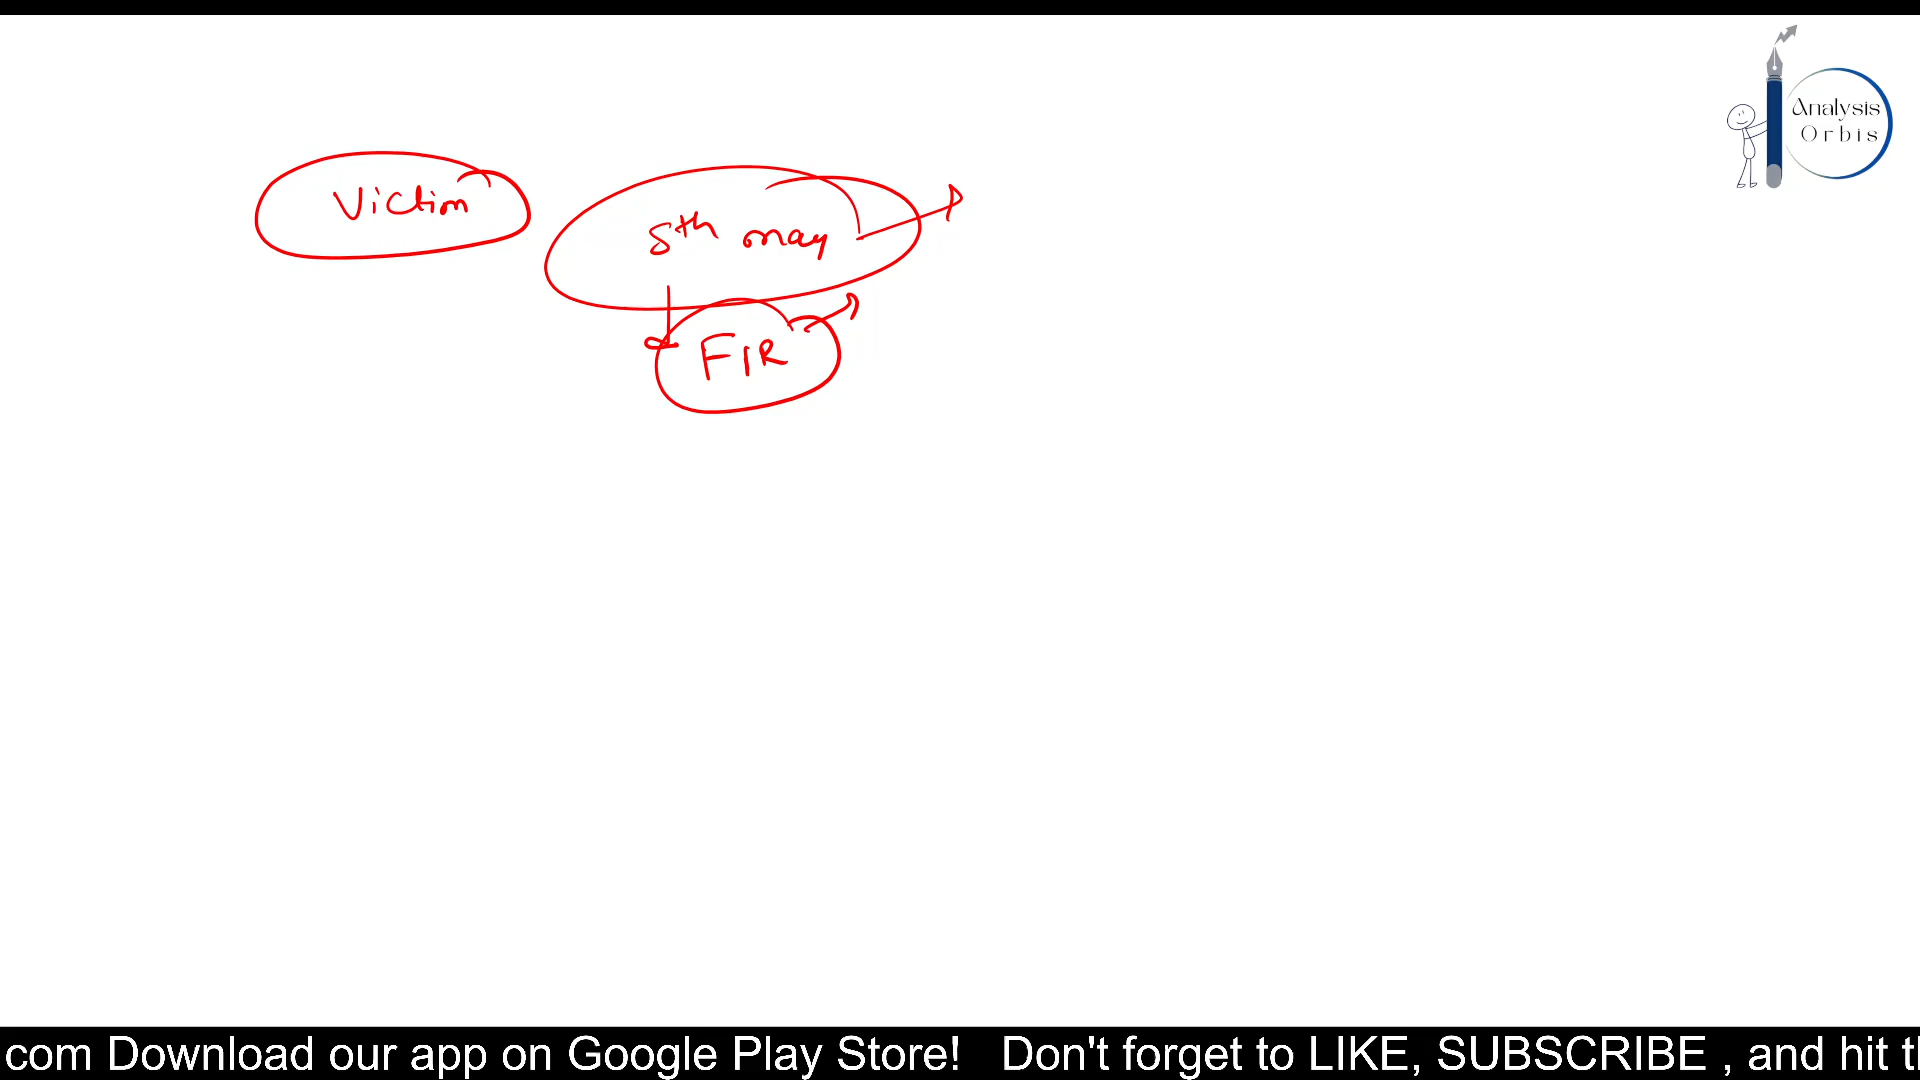 Analysis
Orbis
Victim
8th may
FIR
com Download our app on Google Play Store! Don't forget to LIKE, SUBSCRIBE , and hit t